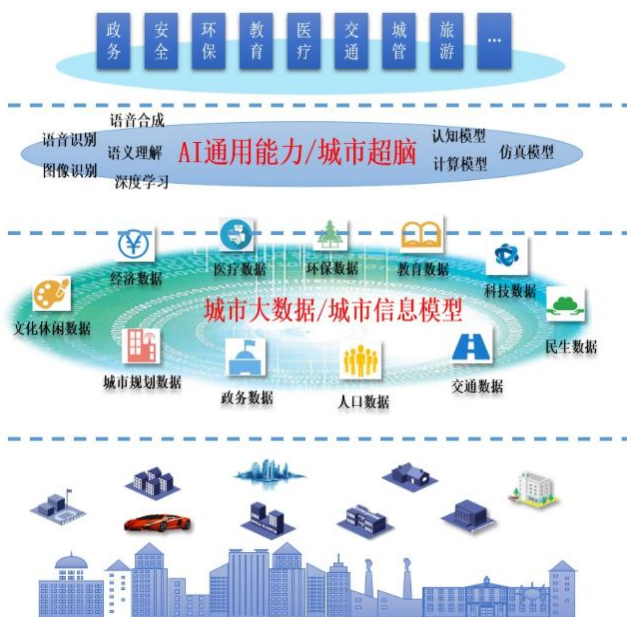 政务
安全
环保
教育
医疗
交通
城管
旅游
...
语音合成
语音识别
语义理解
图像识别
深度学习
AI通用能力/城市超脑
认知模型
仿真模型
计算模型
经济数据
医疗数据
环保数据
教育数据
科技数据
文化休闲数据
城市大数据/城市信息模型
民生数据
城市规划数据
政务数据
人口数据
交通数据